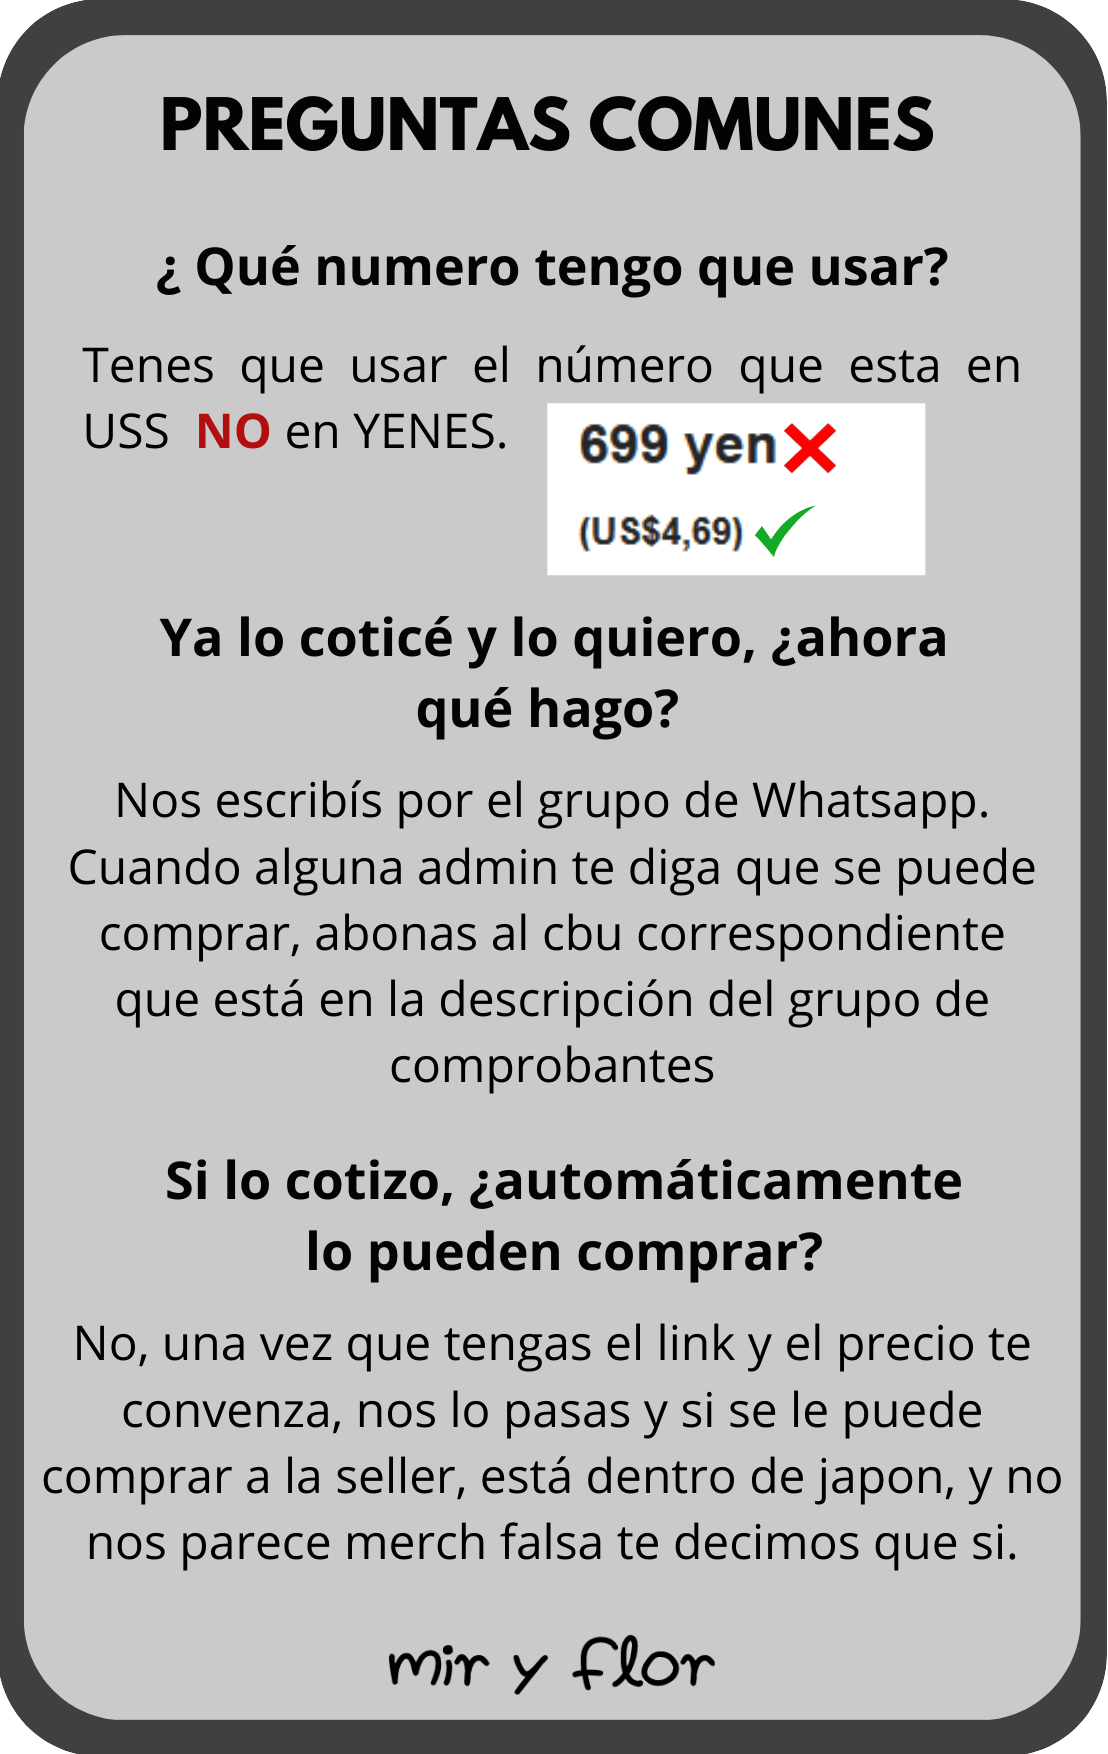 PREGUNTAS COMUNES
¿ Qué numero tengo que usar?
Tenes que usar el número que esta en
USS NO en YENES.
699 yen
(US$4,69)
Ya lo coticé y lo quiero, ¿ahora
qué hago?
Nos escribís por el grupo de Whatsapp.
Cuando alguna admin te diga que se puede
comprar, abonas al cbu correspondiente
que está en la descripción del grupo de
comprobantes
Si lo cotizo, ¿automáticamente
lo pueden comprar?
No, una vez que tengas el link y el precio te
convenza, nos lo pasas y si se le puede
comprar a la seller, está dentro de japon, y no
nos parece merch falsa te decimos que si.
mir y flor